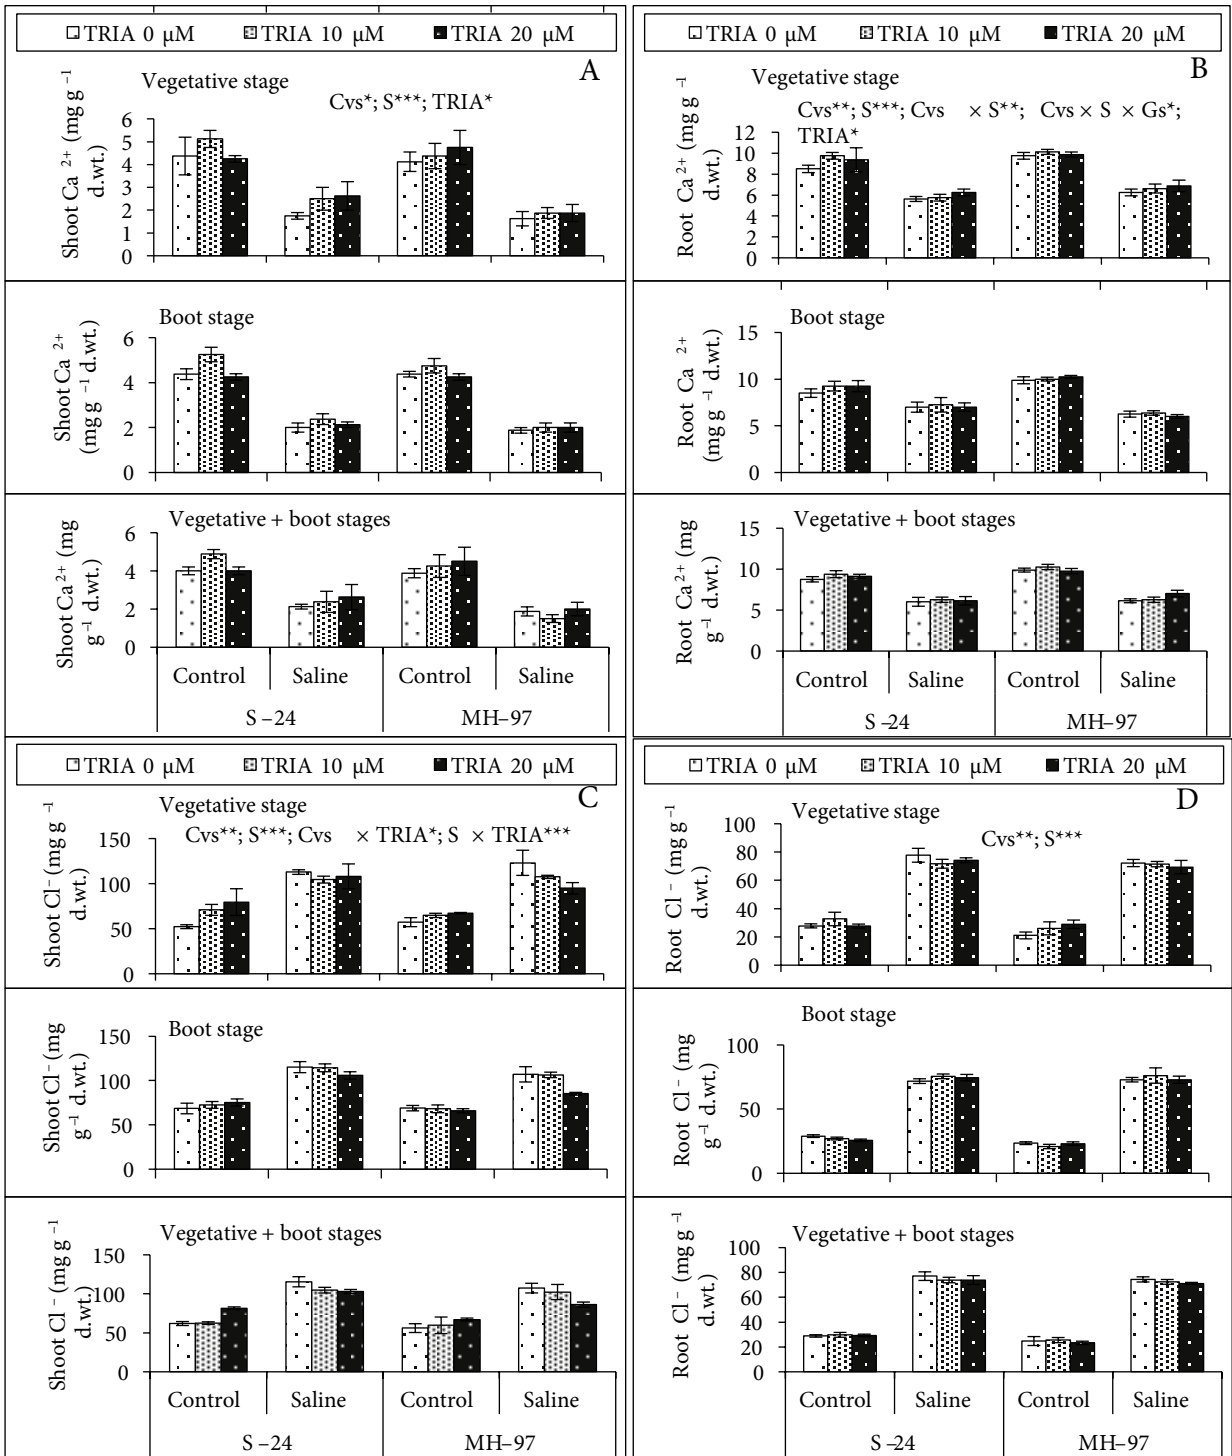 TRIA 0 µM TRIA 10 µM TRIA 20 µM
A
Vegetative stage
Cvs*; S***; TRIA*
Shoot Ca 2+ (mg g −1
d.wt.)
6
5
4
3
2
1
0
Boot stage
Shoot Ca 2+
(mg g −1 d.wt.)
6
4
2
0
Vegetative + boot stages
Shoot Ca2+ (mg
g−1 d.wt.)
6
4
2
0
Control Saline Control Saline
S –24 MH–97
TRIA 0 µM TRIA 10 µM TRIA 20 µM
B
Vegetative stage
Cvs**; S***; Cvs × S**; Cvs × S × Gs*;
TRIA*
Root Ca2+ (mg g −1
d.wt.)
12
10
8
6
4
2
0
Boot stage
Root Ca 2+
(mg g −1 d.wt.)
15
10
5
0
Vegetative + boot stages
Root Ca2+ (mg
g−1 d.wt.)
15
10
5
0
Control Saline Control Saline
S –24 MH–97
TRIA 0 µM TRIA 10 µM TRIA 20 µM
C
Vegetative stage
Cvs**; S***; Cvs × TRIA*; S × TRIA***
Shoot Cl− (mg g −1
d.wt.)
150
100
50
0
Boot stage
Shoot Cl− (mg
g−1 d.wt.)
150
100
50
0
Vegetative + boot stages
Shoot Cl− (mg g −1
d.wt.)
150
100
50
0
Control Saline Control Saline
S –24 MH–97
TRIA 0 µM TRIA 10 µM TRIA 20 µM
D
Vegetative stage
Cvs**; S***
Root Cl− (mg g −1
d.wt.)
100
80
60
40
20
0
Boot stage
Root Cl− (mg
g−1 d.wt.)
100
50
0
Vegetative + boot stages
Root Cl− (mg g −1
d.wt.)
100
80
60
40
20
0
Control Saline Control Saline
S –24 MH–97